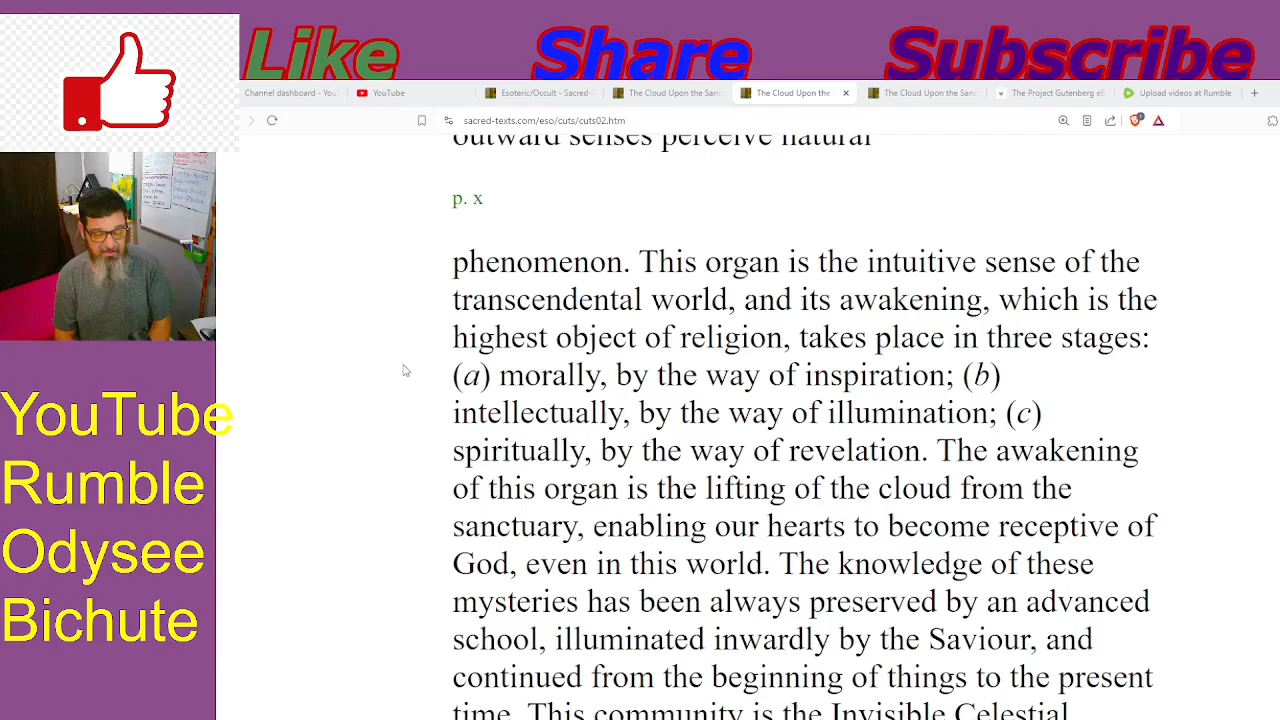 Like Share Subscribe
Channel dashboard - You
YouTube
Esoteric/Occult - Sacred-T
The Cloud Upon the Sanc
The Cloud Upon the
The Cloud Upon the Sanc
The Project Gutenberg eB
Upload videos at Rumble
sacred-texts.com/eso/cuts/cuts02.htm
outward senses perceive natural
p. x
phenomenon. This organ is the intuitive sense of the
transcendental world, and its awakening, which is the
highest object of religion, takes place in three stages:
(a) morally, by the way of inspiration; (b)
intellectually, by the way of illumination; (c)
spiritually, by the way of revelation. The awakening
of this organ is the lifting of the cloud from the
sanctuary, enabling our hearts to become receptive of
God, even in this world. The knowledge of these
mysteries has been always preserved by an advanced
school, illuminated inwardly by the Saviour, and
continued from the beginning of things to the present
time. This community is the Invisible Celestial
YouTube
Rumble
Odysee
Bichute